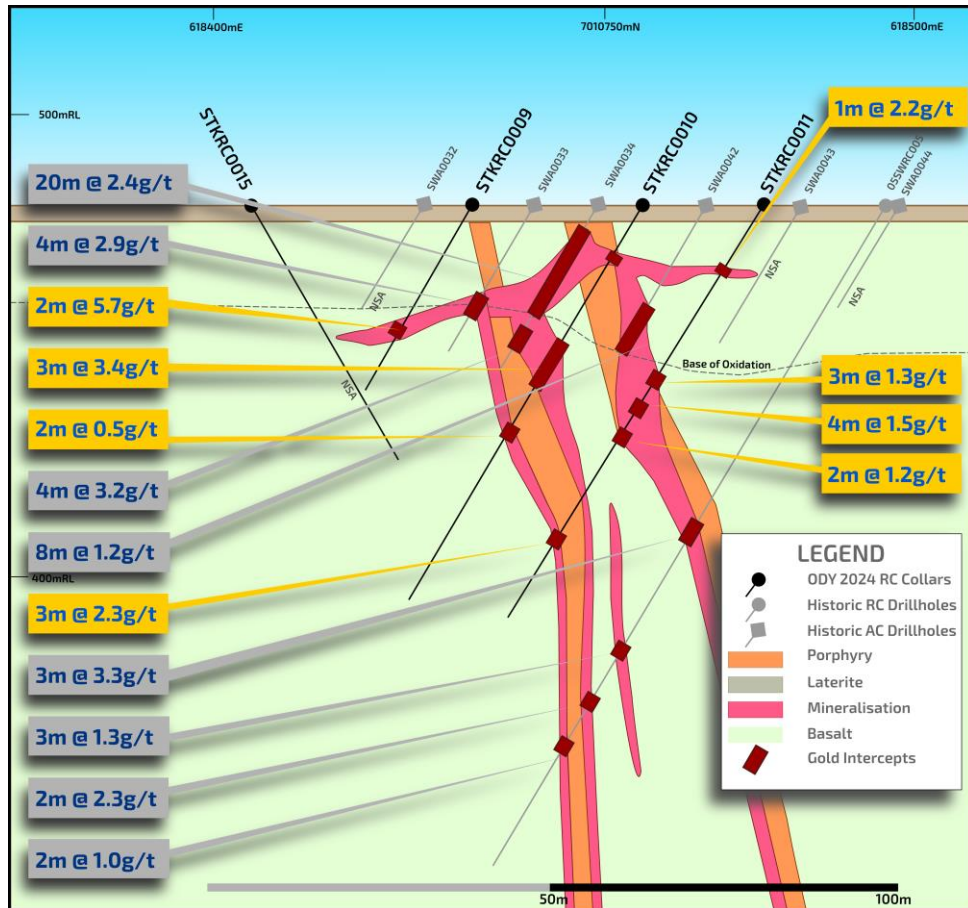 618400mE
7010750mN
618500mE
500mRL
400mRL
STKRC0015
SWA0032
STKRC0009
SWA0033
SWA0034
STKRC0010
SWA0042
STKRC0011
SWA0043
05SWRC005
SWA0044
1m @ 2.2g/t
20m @ 2.4g/t
4m @ 2.9g/t
2m @ 5.7g/t
3m @ 3.4g/t
2m @ 0.5g/t
4m @ 3.2g/t
8m @ 1.2g/t
3m @ 2.3g/t
3m @ 3.3g/t
3m @ 1.3g/t
2m @ 2.3g/t
2m @ 1.0g/t
NSA
NSA
NSA
NSA
Base of Oxidation
3m @ 1.3g/t
4m @ 1.5g/t
2m @ 1.2g/t
LEGEND
ODY 2024 RC Collars
Historic RC Drillholes
Historic AC Drillholes
Porphyry
Laterite
Mineralisation
Basalt
Gold Intercepts
50m
100m